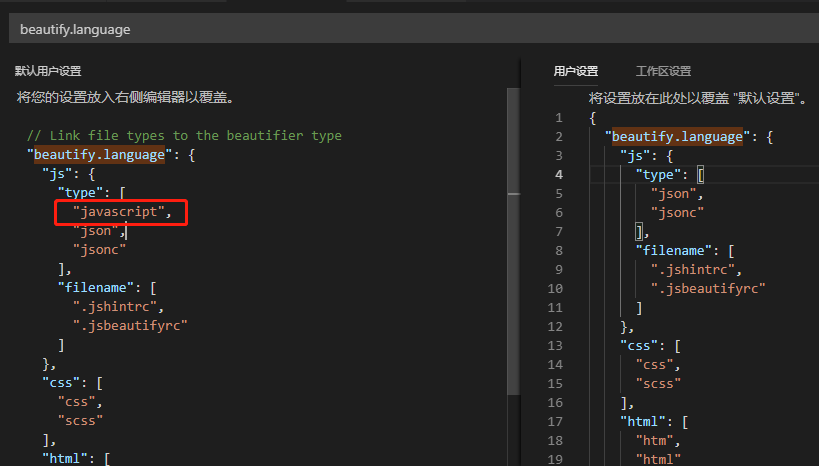 beautify.language
默认用户设置
将您的设置放入右侧编辑器以覆盖。
// Link file types to the beautifier type
"beautify.language": {
"js": {
"type": [
"javascript",
"json",
"jsonc"
],
"filename": [
".jshintrc",
".jsbeautifyrc"
]
},
"css": [
"css",
"scss"
],
"html": [
用户设置 工作区设置
将设置放在此处以覆盖 "默认设置"。
1 {
2 "beautify.language": {
3 "js": {
4 "type": [
5 "json",
6 "jsonc"
7 ],
8 "filename": [
9 ".jshintrc",
10 ".jsbeautifyrc"
11 ]
12 },
13 "css": [
14 "css",
15 "scss"
16 ],
17 "html": [
18 "htm",
19 "html"